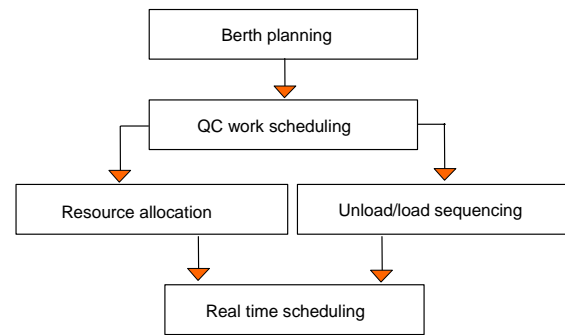 Berth planning
QC work scheduling
Resource allocation
Unload/load sequencing
Real time scheduling